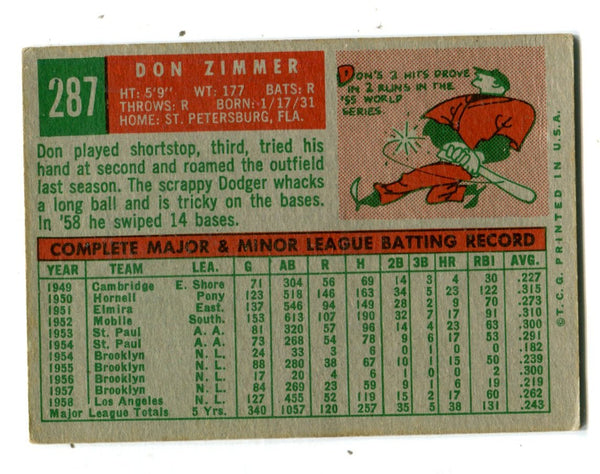 287
DON ZIMMER
HT: 5'9" WT: 177 BATS: R
THROWS: R BORN: 1/17/31
HOME: ST. PETERSBURG, FLA.
DON'S 2 HITS DROVE
IN 2 RUNS IN THE
'55 WORLD
SERIES.
Don played shortstop, third, tried his
hand at second and roamed the outfield
last season. The scrappy Dodger whacks
a long ball and is tricky on the bases.
In '58 he swiped 14 bases.
COMPLETE MAJOR & MINOR LEAGUE BATTING RECORD
YEAR TEAM LEA. G AB R H 2B 3B HR RBI AVG.
1949 Cambridge E. Shore 71 304 56 69 14 3 4 30 .227
1950 Hornell Pony 123 518 146 163 34 5 23 122 .315
1951 Elmira East. 137 546 94 149 28 2 9 70 .273
1952 Mobile South. 153 613 107 190 32 6 17 97 .310
1953 St. Paul A. A. 81 320 57 96 23 63 .300
1954 St. Paul A. A. 73 268 54 78 9 3 17 53 .291
1954 Brooklyn N. L. 24 33 3 6 0 1 0 0 .182
1955 Brooklyn N. L. 88 280 38 67 10 1 15 50 .239
1956 Brooklyn N. L. 17 20 4 6 1 0 0 2 .300
1957 Brooklyn N. L. 84 269 23 59 9 1 6 19 .219
1958 Los Angeles N. L. 127 455 52 119 15 2 17 60 .262
Major League Totals 5 Yrs. 340 1057 120 257 35 5 38 131 .243
© T. C. G. PRINTED IN U.S.A.